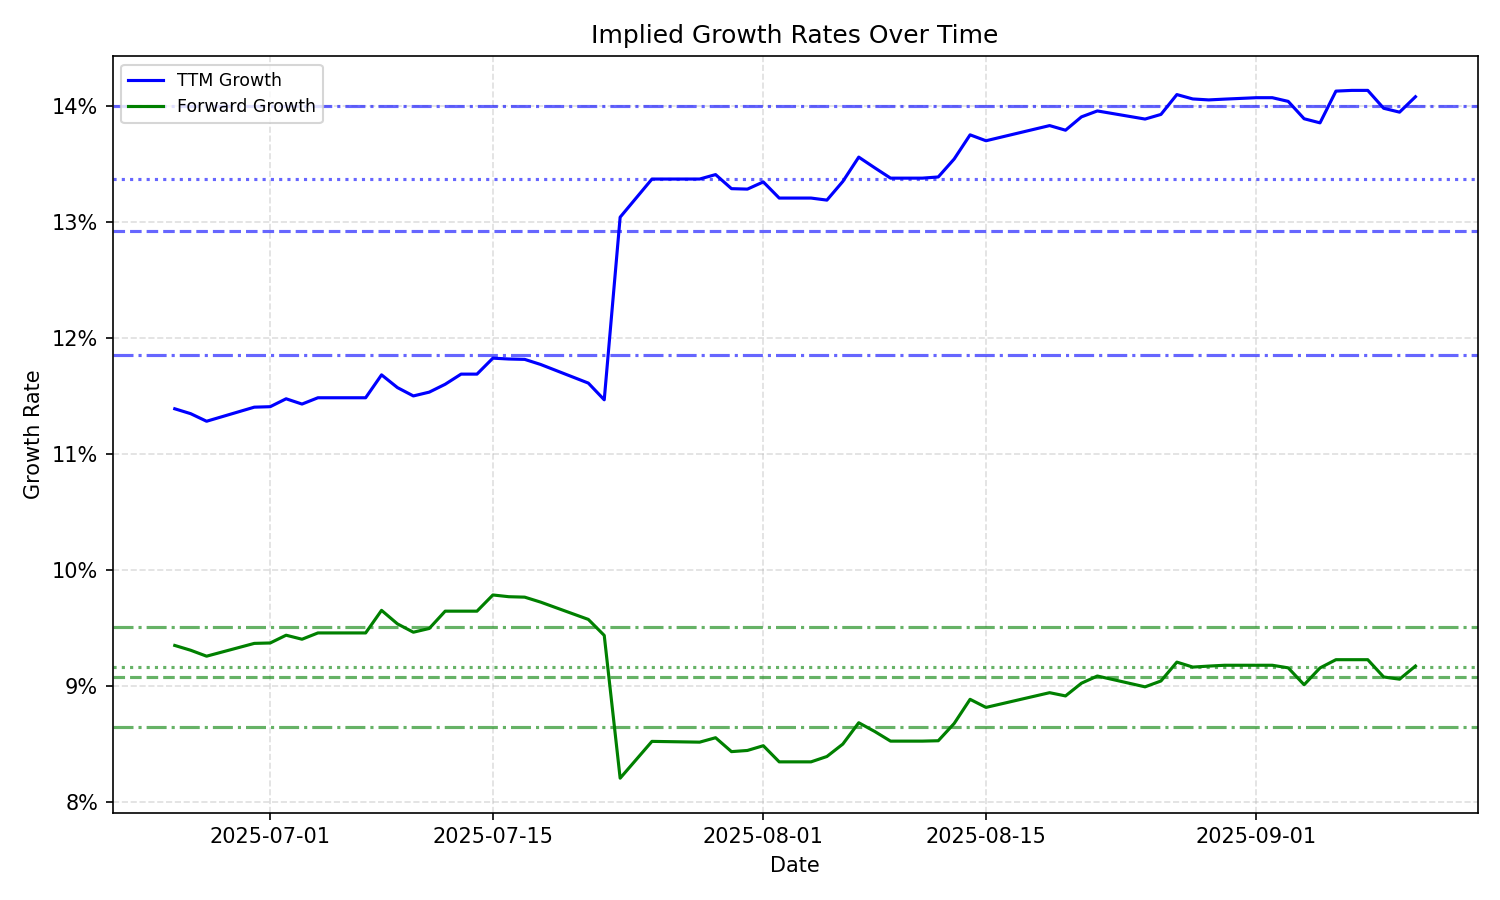 Implied Growth Rates Over Time
TTM Growth
Forward Growth
14%
13%
12%
11%
10%
9%
8%
Growth Rate
2025-07-01
2025-07-15
2025-08-01
2025-08-15
2025-09-01
Date